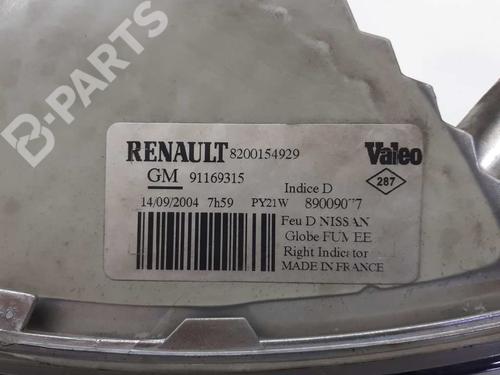 B-PARTS
RENAULT 8200154929 Valeo
GM 91169315 287
Indice D
14/09/2004 7h59 PY21W
Feu D NISSAN
Globe FUMEE
Right Indicator
MADE IN FRANCE